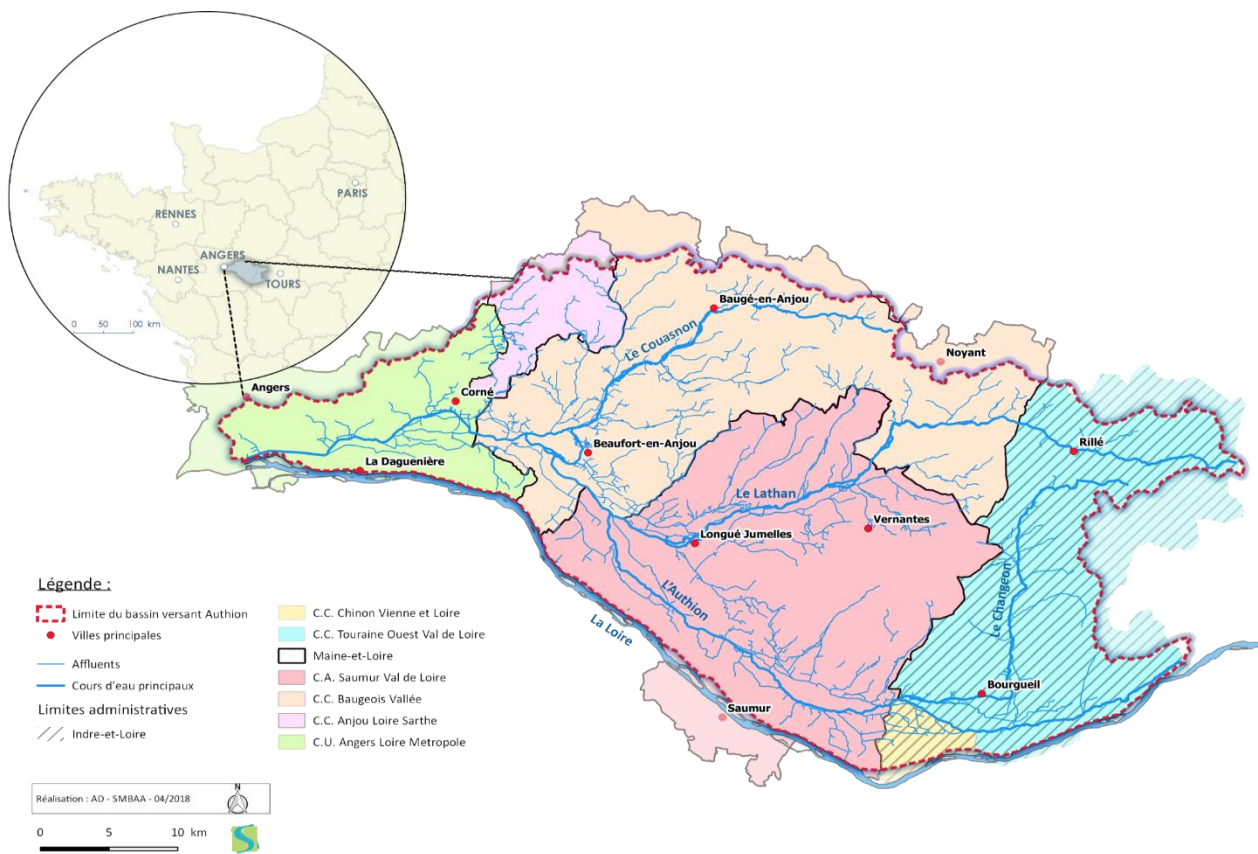 PARIS
RENNES
ANGERS
NANTES
TOURS
0 50 100 km
Baugé-en-Anjou
Le Couasnon
Noyant
Angers
Corné
Beaufort-en-Anjou
Rillé
La Daguenière
Le Lathan
Vernantes
Longué Jumelles
L'Authion
Le Changeon
La Loire
Bourgueil
Saumur
Légende :
Limite du bassin versant Authion
Villes principales
Affluents
Cours d'eau principaux
Limites administratives
Indre-et-Loire
C.C. Chinon Vienne et Loire
C.C. Touraine Ouest Val de Loire
Maine-et-Loire
C.A. Saumur Val de Loire
C.C. Baugeois Vallée
C.C. Anjou Loire Sarthe
C.U. Angers Loire Metropole
Réalisation : AD - SMBAA - 04/2018
N
0 5 10 km